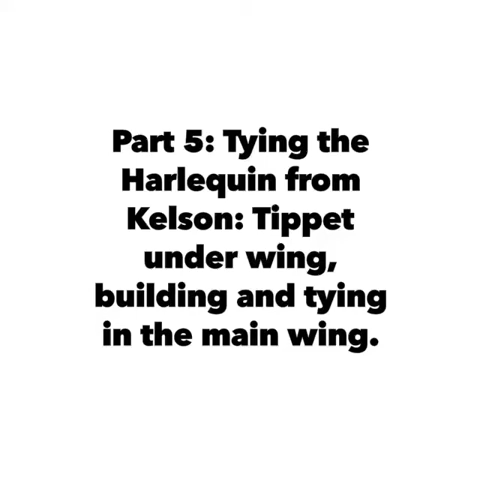 Part 5: Tying the
Harlequin from
Kelson: Tippet
under wing,
building and tying
in the main wing.